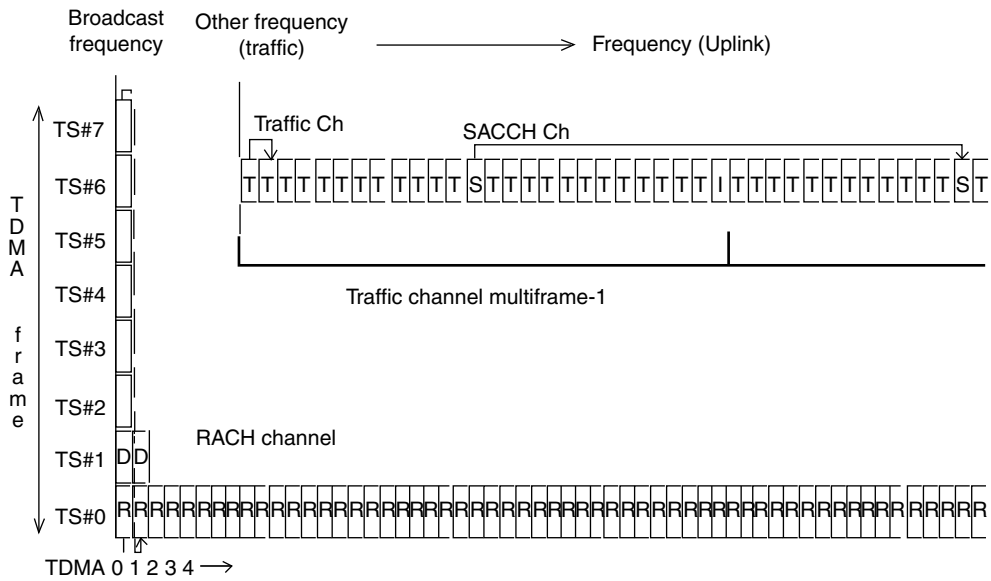 Broadcast frequency
Other frequency (traffic)
Frequency (Uplink)
TDMA frame
TS#7
Traffic Ch
SACCH Ch
TS#6
T T T T T T T T T T T T S T T T T T T T T T T T T I T T T T T T T T T T T T S T
TS#5
Traffic channel multiframe-1
TS#4
TS#3
TS#2
RACH channel
TS#1
D D
TS#0
R R R R R R R R R R R R R R R R R R R R R R R R R R R R R R R R R R R R R R R R R R R R R R R R R R R R R R R R R
TDMA 0 1 2 3 4